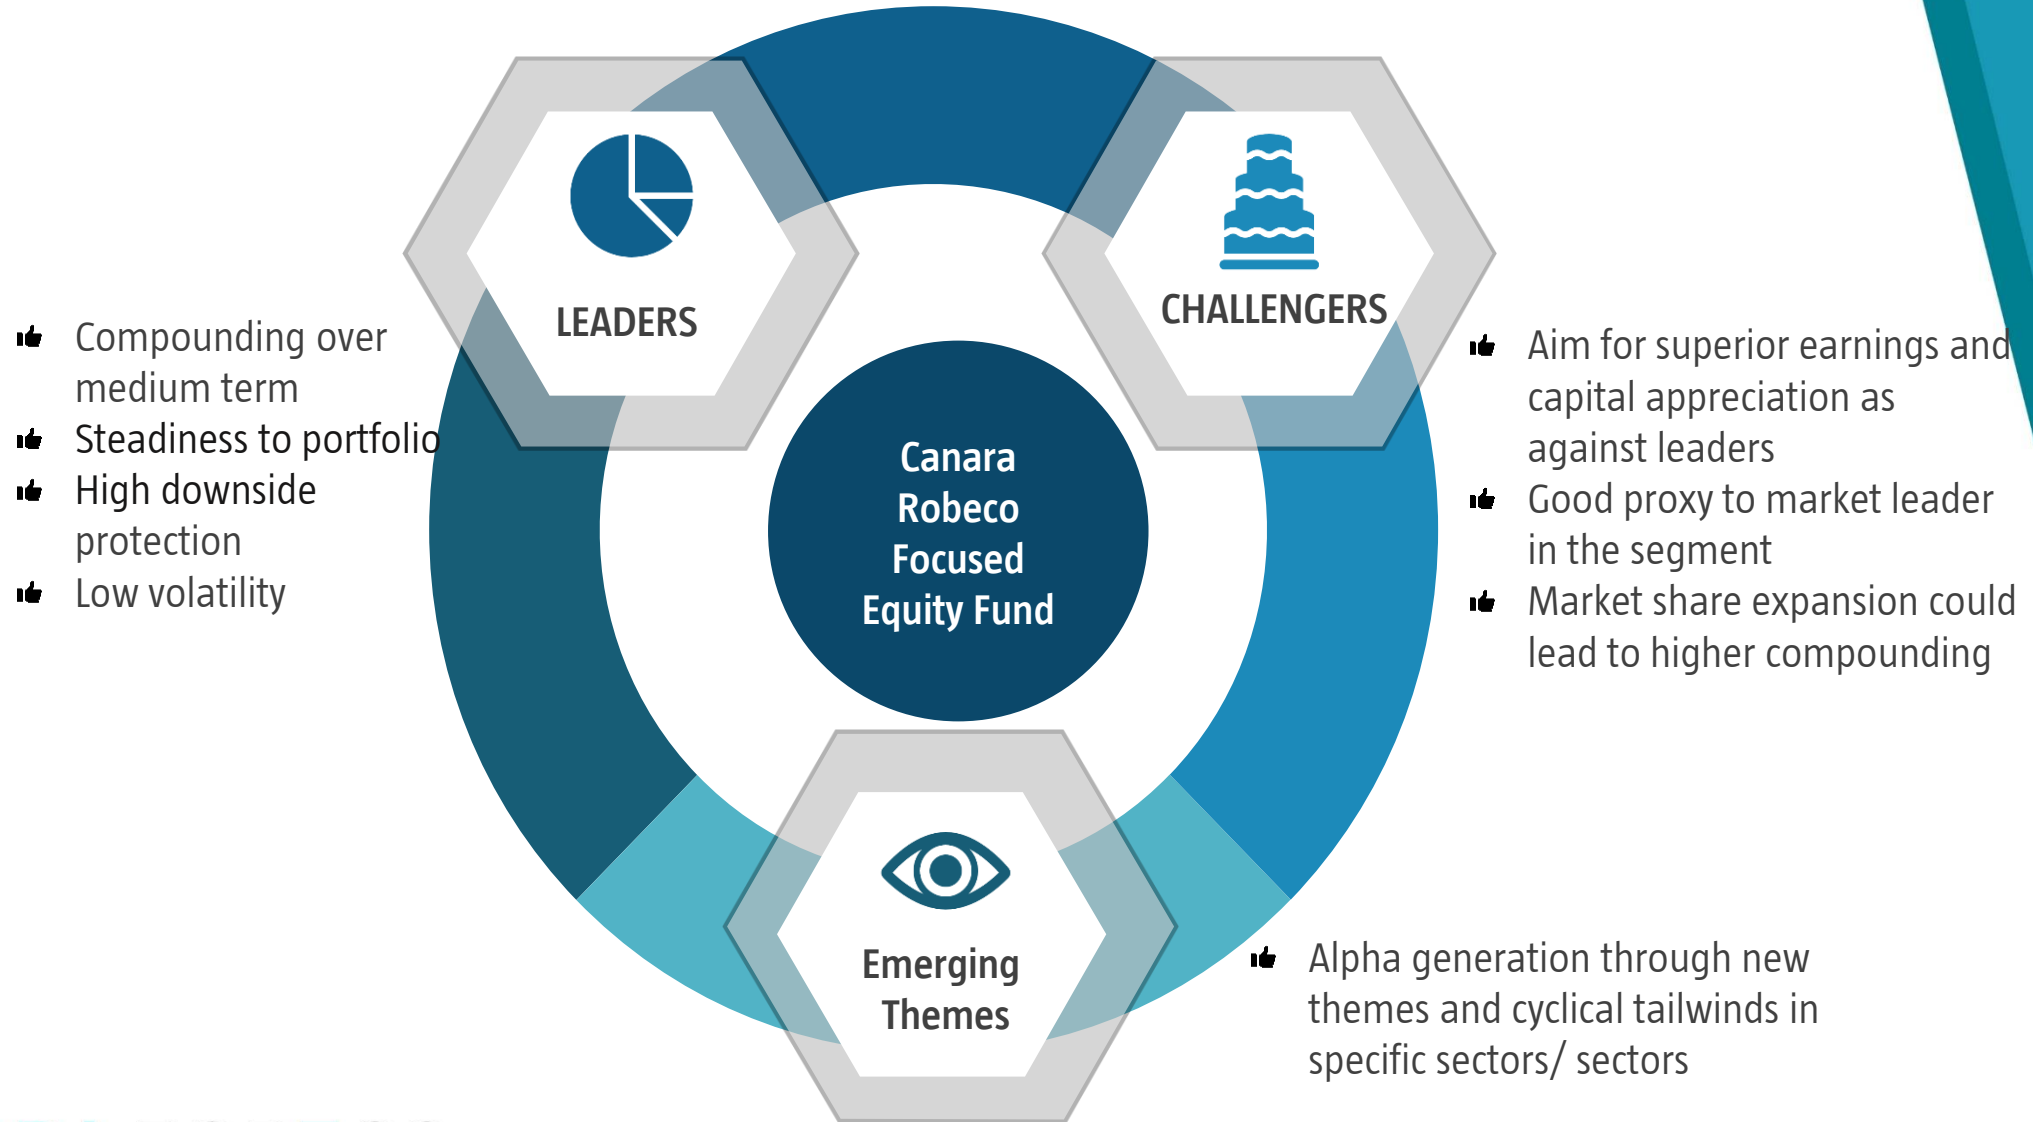 LEADERS
Compounding over
medium term
Steadiness to portfolio
High downside
protection
Low volatility
CHALLENGERS
Aim for superior earnings and
capital appreciation as
against leaders
Good proxy to market leader
in the segment
Market share expansion could
lead to higher compounding
Canara
Robeco
Focused
Equity Fund
Emerging
Themes
Alpha generation through new
themes and cyclical tailwinds in
specific sectors/ sectors